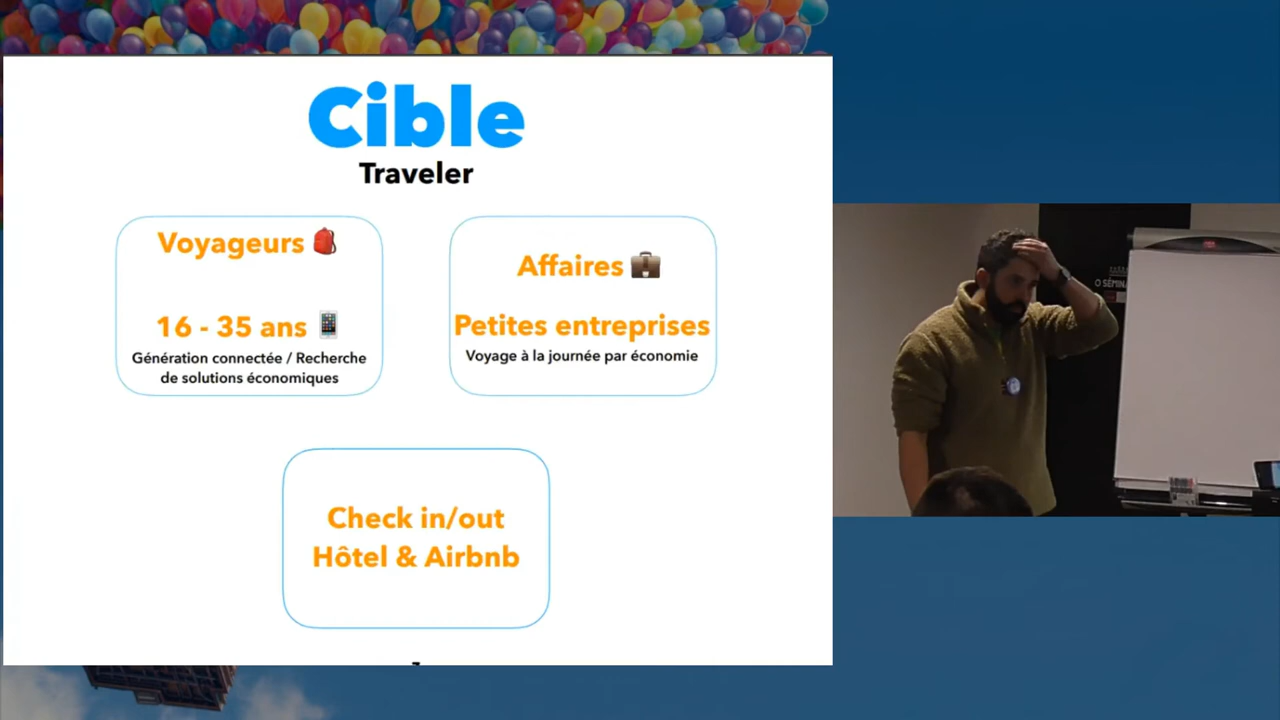 Cible
Traveler
Voyageurs
16 - 35 ans
Génération connectée / Recherche
de solutions économiques
Affaires
Petites entreprises
Voyage à la journée par économie
Check in/out
Hôtel & Airbnb
O SÉMIN